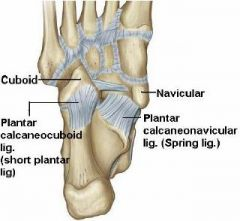 Cuboid
Navicular
Plantar
calcaneocuboid
lig.
(short plantar
lig)
Plantar
calcaneonavicular
lig. (Spring lig.)